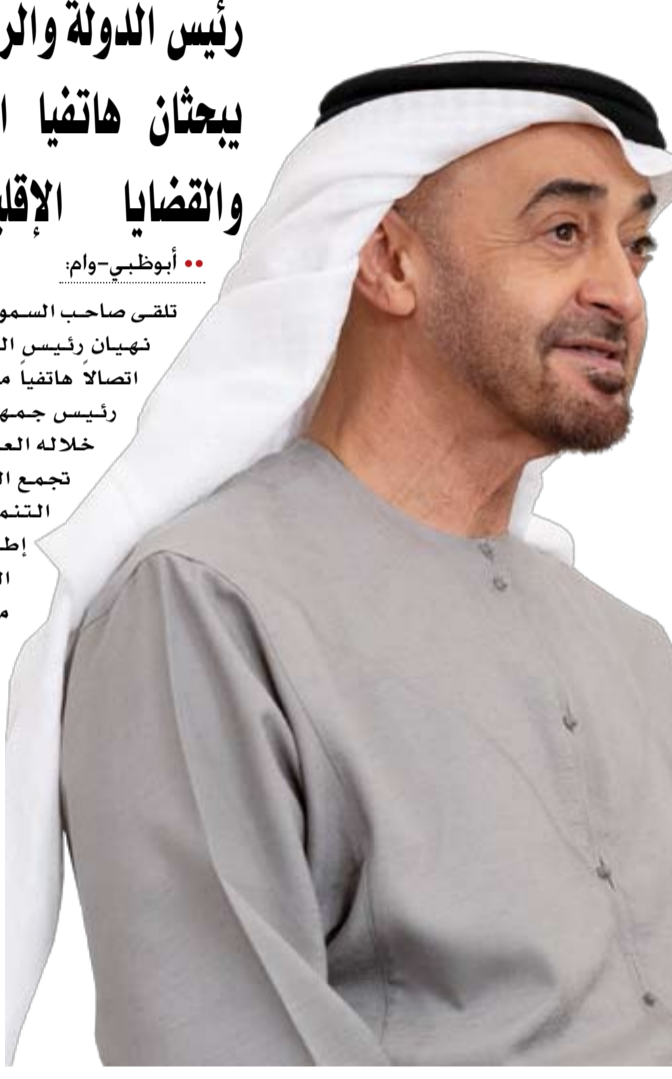 رئيس الدولة والر
يبحثان هاتفيا ا
والقضايا الإقلي
•• أبوظبي-وام:
تلقى صاحب السمو
نهيان رئيس ال
اتصالاً هاتفياً م
رئيس جمه
خلاله الع
تجمع ال
التنم
إط
ال
م